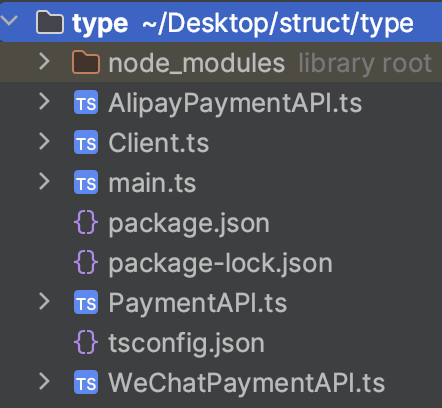 type ~/Desktop/struct/type
node_modules library root
TS AlipayPaymentAPI.ts
TS Client.ts
TS main.ts
{} package.json
{} package-lock.json
TS PaymentAPI.ts
{} tsconfig.json
TS WeChatPaymentAPI.ts